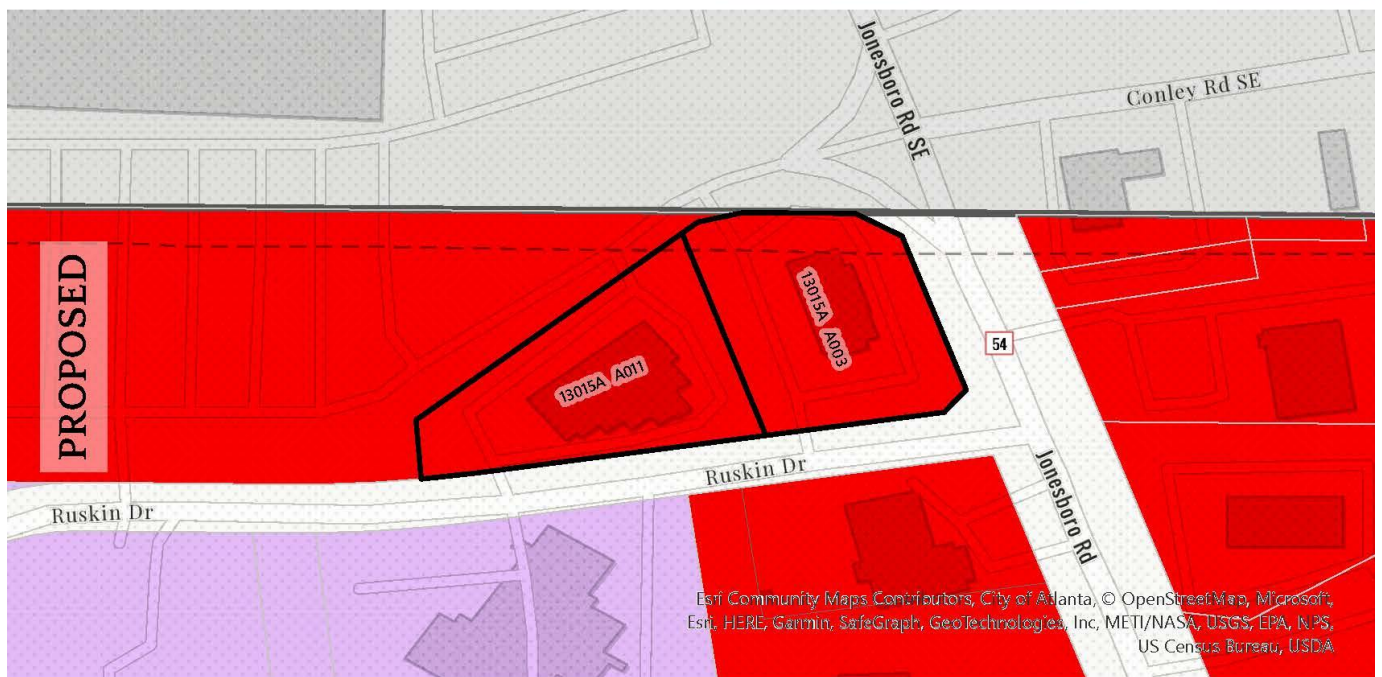 Jonesboro Rd SE
Conley Rd SE
PROPOSED
13015A A003
54
13015A A011
Ruskin Dr
Ruskin Dr
Jonesboro Rd
Esri Community Maps Contributors, City of Atlanta, © OpenStreetMap, Microsoft,
Esri, HERE, Garmin, SafeGraph, GeoTechnologies, Inc, METI/NASA, USGS, EPA, NPS,
US Census Bureau, USDA